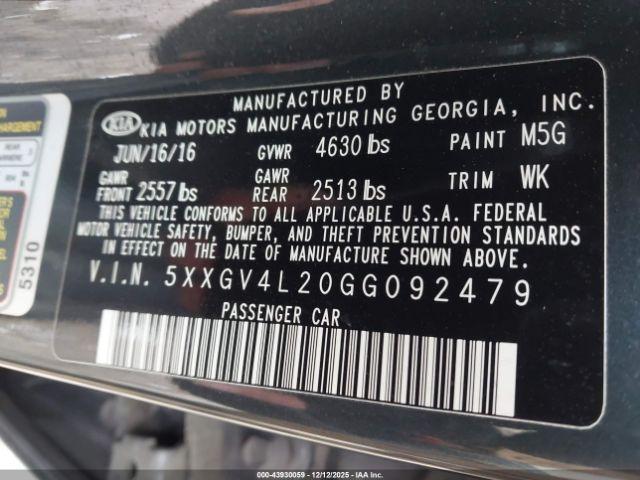 MANUFACTURED BY
KIA KIA MOTORS MANUFACTURING GEORGIA, INC.
JUN/16/16 GVWR 4630 lbs PAINT M5G
GAWR FRONT 2557 lbs GAWR REAR 2513 lbs TRIM WK
THIS VEHICLE CONFORMS TO ALL APPLICABLE U.S.A. FEDERAL
MOTOR VEHICLE SAFETY, BUMPER, AND THEFT PREVENTION STANDARDS
IN EFFECT ON THE DATE OF MANUFACTURE SHOWN ABOVE.
V.I.N. 5XXGV4L20GG092479
PASSENGER CAR
5310
000-43930059 - 12/12/2025 - IAAI.COM